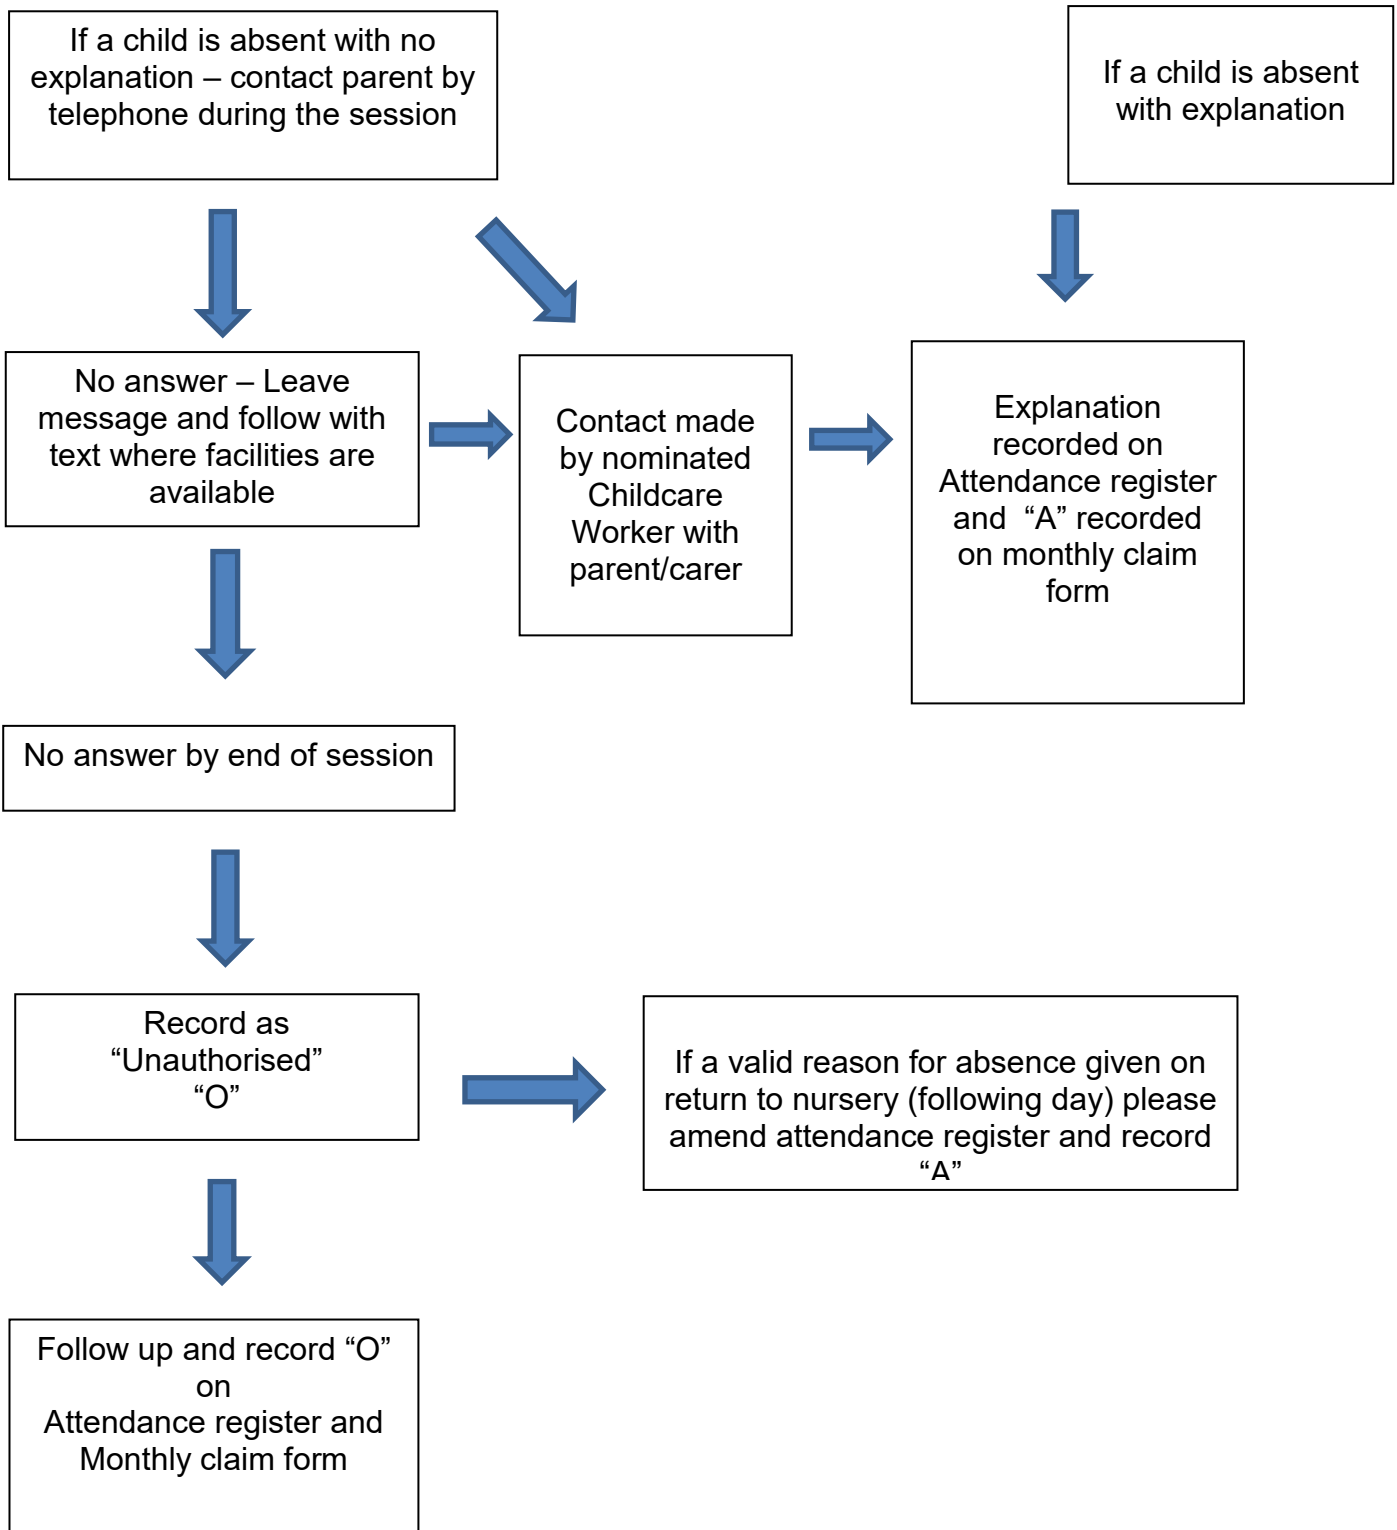 If a child is absent with no
explanation – contact parent by
telephone during the session
If a child is absent
with explanation
No answer – Leave
message and follow with
text where facilities are
available
Contact made
by nominated
Childcare
Worker with
parent/carer
Explanation
recorded on
Attendance register
and “A” recorded
on monthly claim
form
No answer by end of session
Record as
“Unauthorised”
“O”
If a valid reason for absence given on
return to nursery (following day) please
amend attendance register and record
“A”
Follow up and record “O”
on
Attendance register and
Monthly claim form